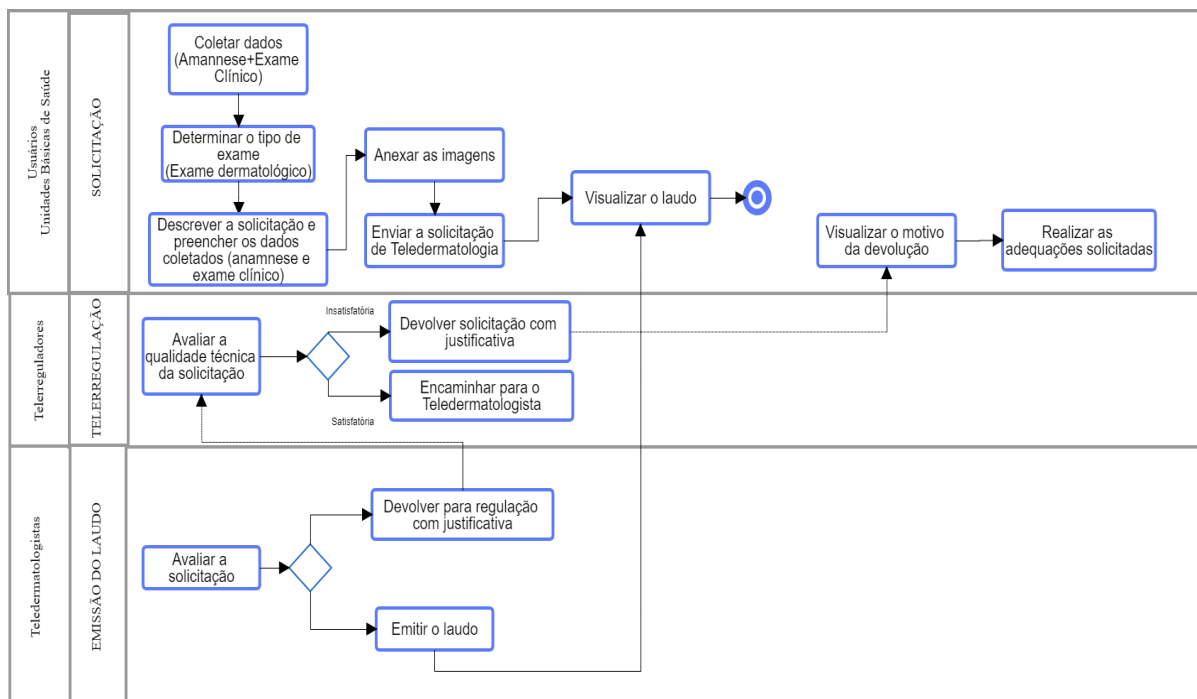 Usuários
Unidades Básicas de Saúde
SOLICITAÇÃO
Coletar dados
(Amannese+Exame
Clínico)
Determinar o tipo de
exame
(Exame dermatológico)
Descrever a solicitação e
preencher os dados
coletados (anamnese e
exame clínico)
Anexar as imagens
Enviar a solicitação
de Teledermatologia
Visualizar o laudo
Visualizar o motivo
da devolução
Realizar as
adequações solicitadas
Telerreguladores
TELERREGULAÇÃO
Avaliar a
qualidade técnica
da solicitação
Insatisfatória
Devolver solicitação com
justificativa
Encaminhar para o
Teledermatologista
Satisfatória
Teledermatologistas
EMISSÃO DO LAUDO
Avaliar a
solicitação
Devolver para regulação
com justificativa
Emitir o laudo